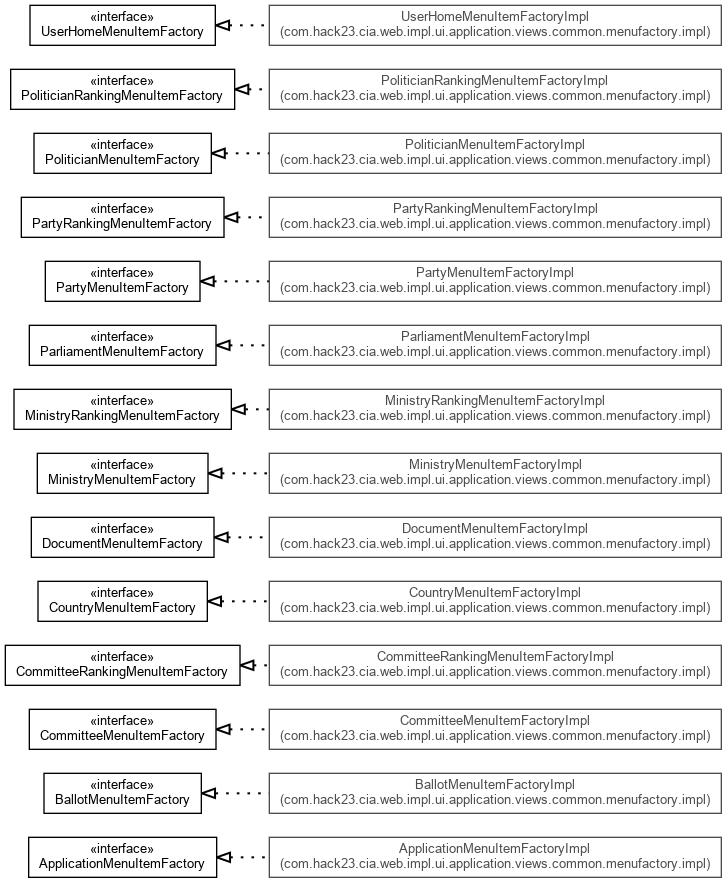 «interface»
UserHomeMenuItemFactory
UserHomeMenuItemFactoryImpl
(com.hack23.cia.web.impl.ui.application.views.common.menufactory.impl)
«interface»
PoliticianRankingMenuItemFactory
PoliticianRankingMenuItemFactoryImpl
(com.hack23.cia.web.impl.ui.application.views.common.menufactory.impl)
«interface»
PoliticianMenuItemFactory
PoliticianMenuItemFactoryImpl
(com.hack23.cia.web.impl.ui.application.views.common.menufactory.impl)
«interface»
PartyRankingMenuItemFactory
PartyRankingMenuItemFactoryImpl
(com.hack23.cia.web.impl.ui.application.views.common.menufactory.impl)
«interface»
PartyMenuItemFactory
PartyMenuItemFactoryImpl
(com.hack23.cia.web.impl.ui.application.views.common.menufactory.impl)
«interface»
ParliamentMenuItemFactory
ParliamentMenuItemFactoryImpl
(com.hack23.cia.web.impl.ui.application.views.common.menufactory.impl)
«interface»
MinistryRankingMenuItemFactory
MinistryRankingMenuItemFactoryImpl
(com.hack23.cia.web.impl.ui.application.views.common.menufactory.impl)
«interface»
MinistryMenuItemFactory
MinistryMenuItemFactoryImpl
(com.hack23.cia.web.impl.ui.application.views.common.menufactory.impl)
«interface»
DocumentMenuItemFactory
DocumentMenuItemFactoryImpl
(com.hack23.cia.web.impl.ui.application.views.common.menufactory.impl)
«interface»
CountryMenuItemFactory
CountryMenuItemFactoryImpl
(com.hack23.cia.web.impl.ui.application.views.common.menufactory.impl)
«interface»
CommitteeRankingMenuItemFactory
CommitteeRankingMenuItemFactoryImpl
(com.hack23.cia.web.impl.ui.application.views.common.menufactory.impl)
«interface»
CommitteeMenuItemFactory
CommitteeMenuItemFactoryImpl
(com.hack23.cia.web.impl.ui.application.views.common.menufactory.impl)
«interface»
BallotMenuItemFactory
BallotMenuItemFactoryImpl
(com.hack23.cia.web.impl.ui.application.views.common.menufactory.impl)
«interface»
ApplicationMenuItemFactory
ApplicationMenuItemFactoryImpl
(com.hack23.cia.web.impl.ui.application.views.common.menufactory.impl)